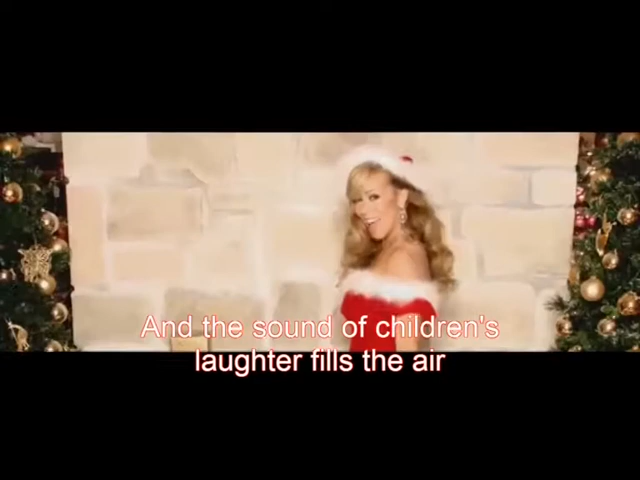 And the sound of children's
laughter fills the air